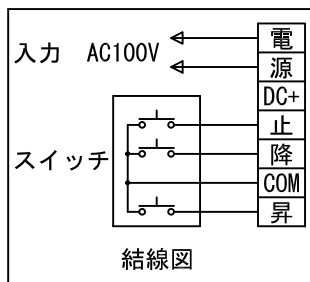 入力 AC100V
電
源
DC+
止
降
COM
昇
スイッチ
結線図